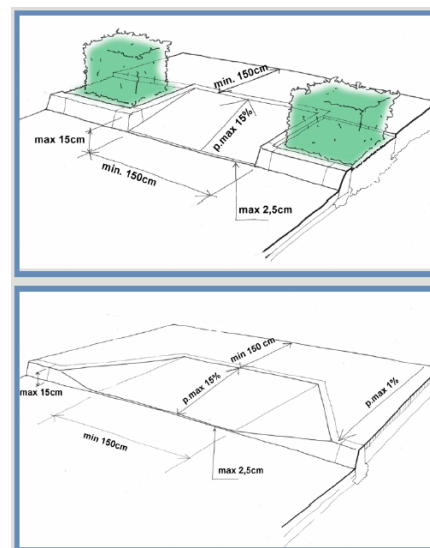 min. 150cm
max 15cm
p.max 15%
min. 150cm
max 2,5cm
min 150 cm
p.max 15%
p.max 1%
max 15cm
min 150cm
max 2,5cm